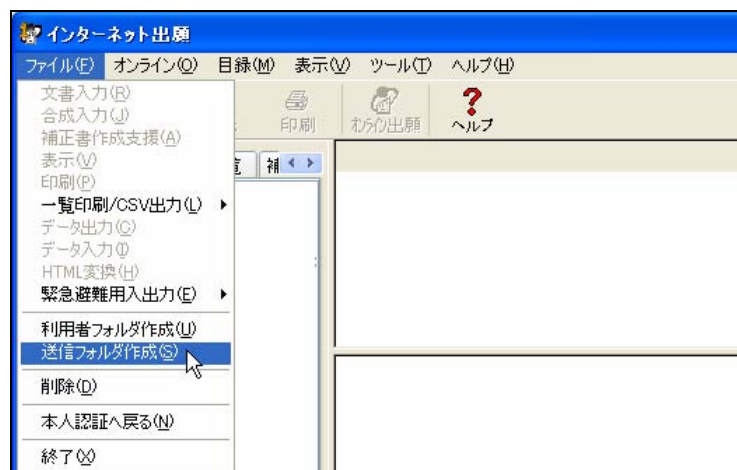 インターネット出願
ファイル(F) オンライン(O) 目録(M) 表示(V) ツール(T) ヘルプ(H)
文書入力(R)
合成入力(J)
補正書作成支援(A)
表示(V)
印刷(P)
一覧印刷/CSV出力(L)
データ出力(C)
データ入力(I)
HTML変換(H)
緊急避難用入出力(E)
利用者フォルダ作成(U)
送信フォルダ作成(S)
削除(D)
本人認証へ戻る(N)
終了(X)
印刷 オンライン出願 ヘルプ
覧 補